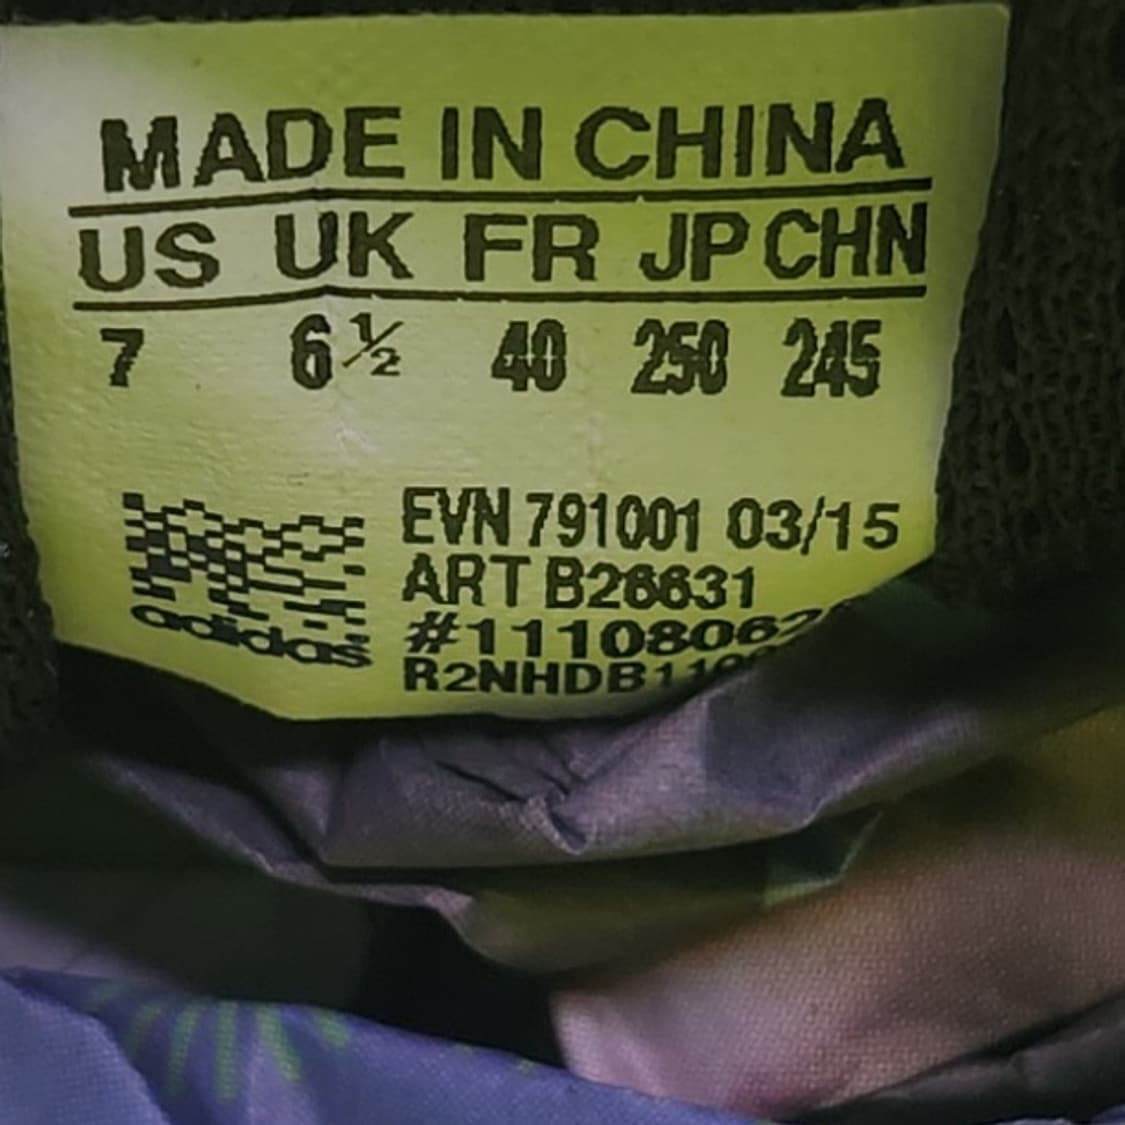 MADE IN CHINA
US UK FR JP CHN
7 6½ 40 250 245
EVN 791001 03/15
ART B26631
adidas